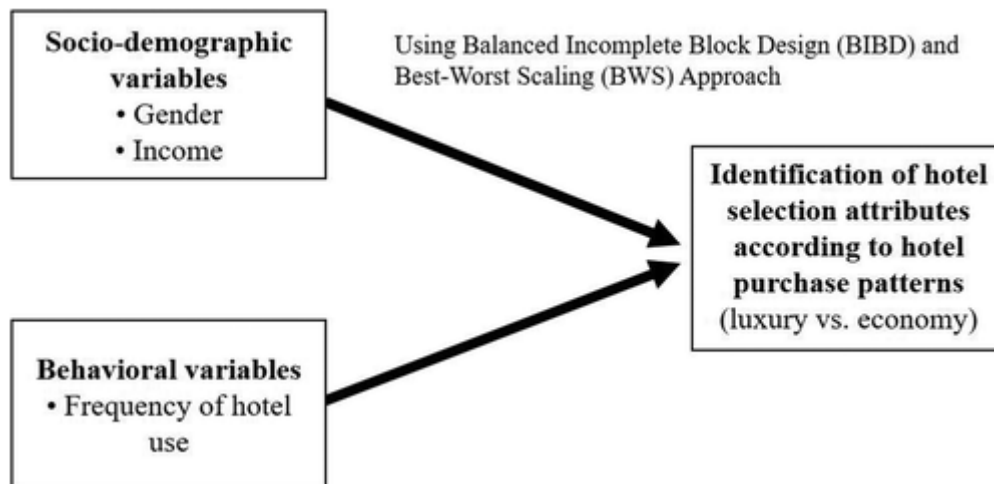 Socio-demographic
variables
• Gender
• Income
Using Balanced Incomplete Block Design (BIBD) and
Best-Worst Scaling (BWS) Approach
Identification of hotel
selection attributes
according to hotel
purchase patterns
(luxury vs. economy)
Behavioral variables
• Frequency of hotel
use